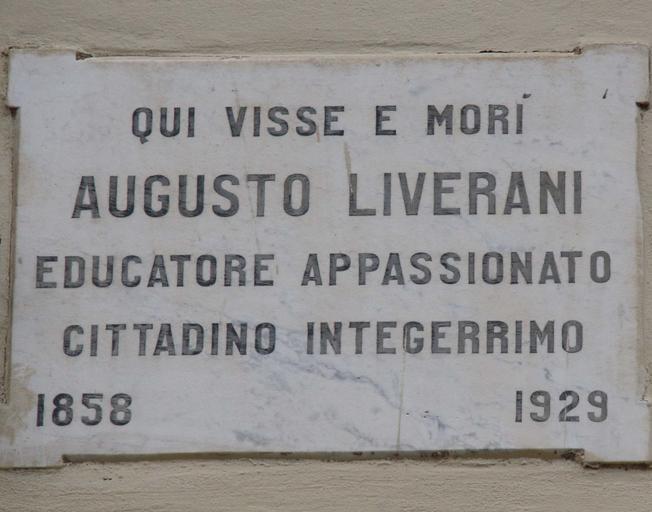 QUI VISSE E MORÌ
AUGUSTO LIVERANI
EDUCATORE APPASSIONATO
CITTADINO INTEGERRIMO
1858 1929